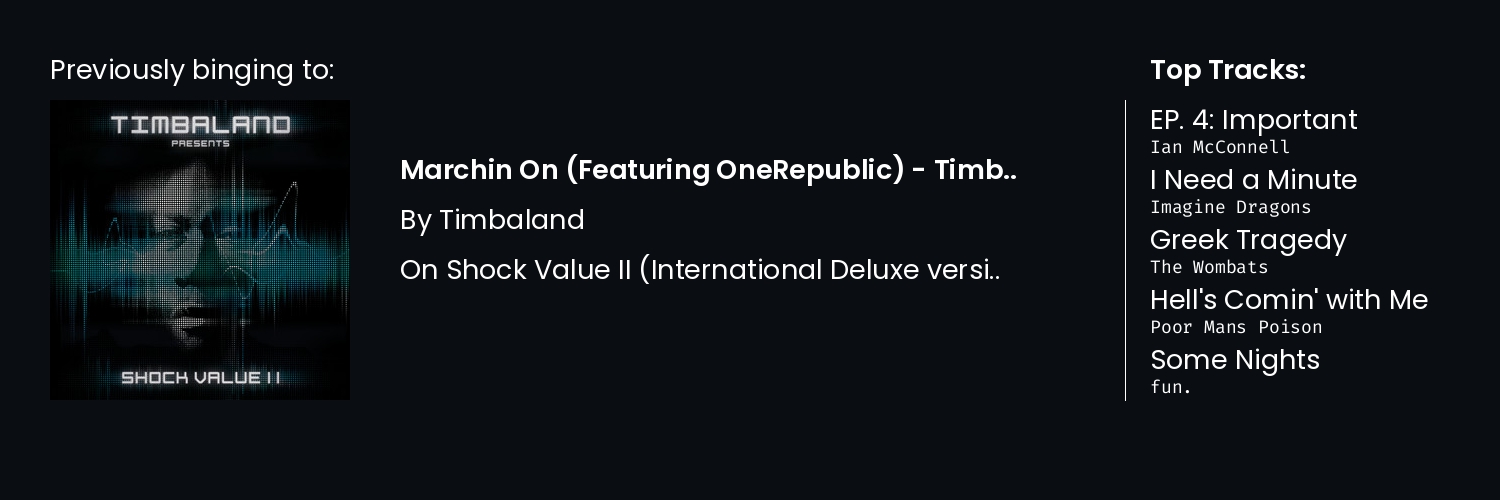 Previously binging to:
TIMBALAND
PRESENTS
SHOCK VALUE II
Marchin On (Featuring OneRepublic) - Timb..
By Timbaland
On Shock Value II (International Deluxe versi..
Top Tracks:
EP. 4: Important
Ian McConnell
I Need a Minute
Imagine Dragons
Greek Tragedy
The Wombats
Hell's Comin' with Me
Poor Mans Poison
Some Nights
fun.